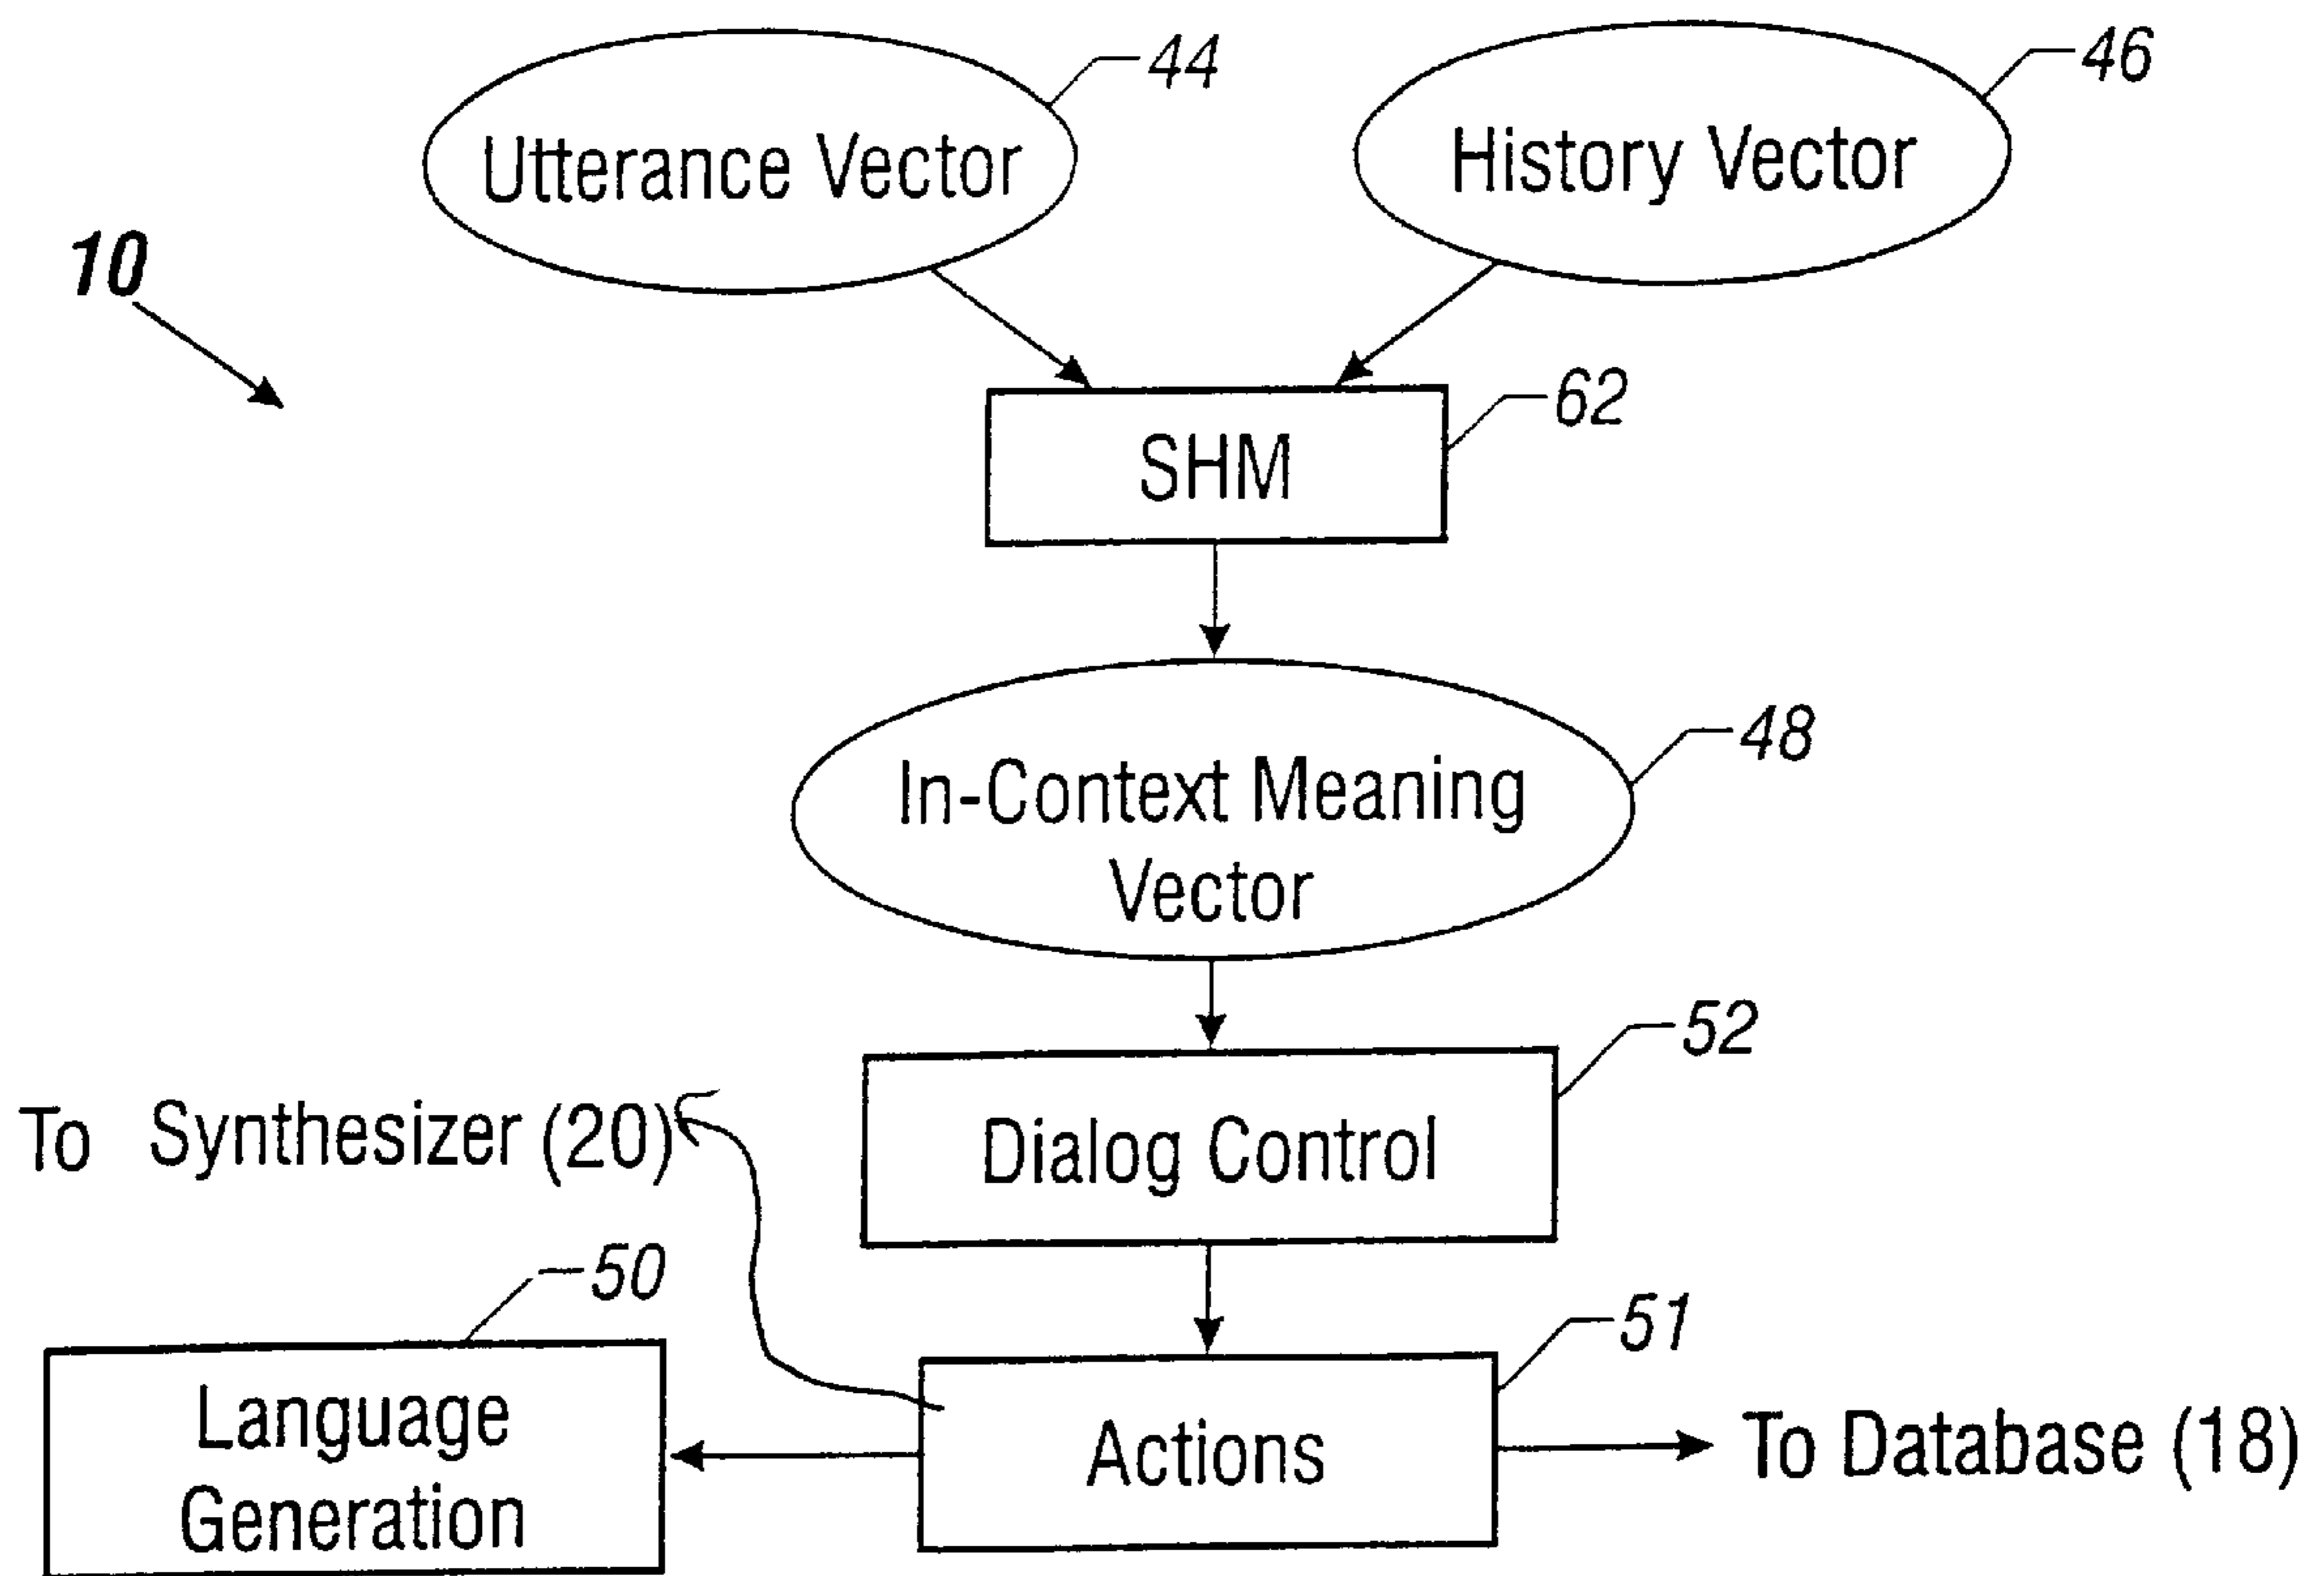 44
46
Utterance Vector
History Vector
10
62
SHM
48
In-Context Meaning
Vector
52
To Synthesizer (20)
Dialog Control
50
51
Language
Generation
Actions
To Database (18)